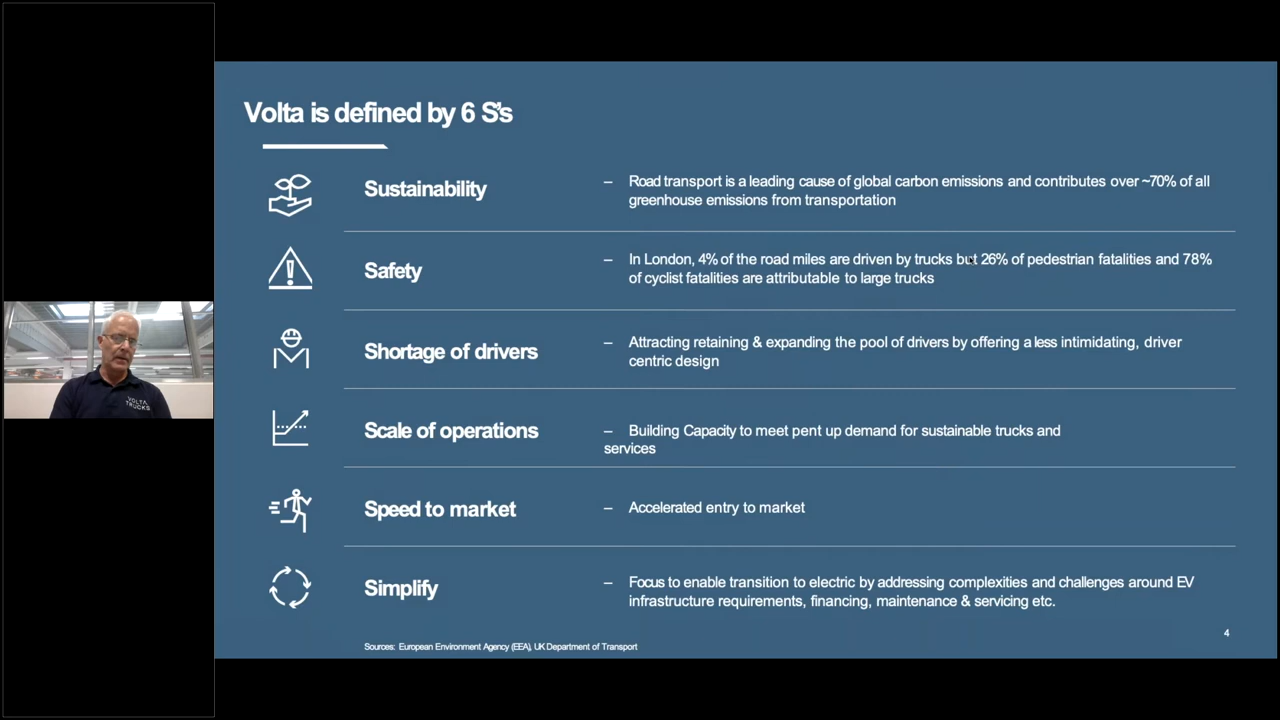 Volta is defined by 6 S's
Sustainability
– Road transport is a leading cause of global carbon emissions and contributes over ~70% of all
greenhouse emissions from transportation
Safety
– In London, 4% of the road miles are driven by trucks but 26% of pedestrian fatalities and 78%
of cyclist fatalities are attributable to large trucks
Shortage of drivers
– Attracting retaining & expanding the pool of drivers by offering a less intimidating, driver
centric design
Scale of operations
– Building Capacity to meet pent up demand for sustainable trucks and
services
Speed to market
– Accelerated entry to market
Simplify
– Focus to enable transition to electric by addressing complexities and challenges around EV
infrastructure requirements, financing, maintenance & servicing etc.
Sources: European Environment Agency (EEA), UK Department of Transport
4
VOLTA
TRUCKS